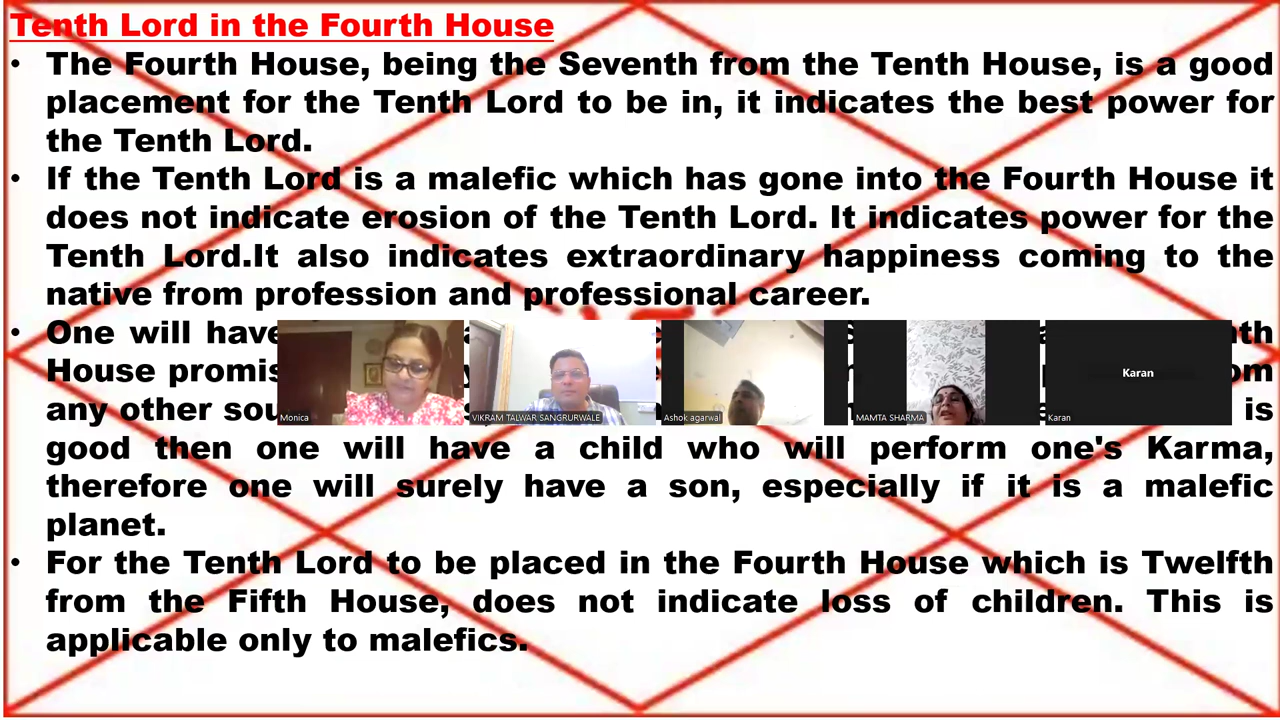 Tenth Lord in the Fourth House
• The Fourth House, being the Seventh from the Tenth House, is a good
placement for the Tenth Lord to be in, it indicates the best power for
the Tenth Lord.
• If the Tenth Lord is a malefic which has gone into the Fourth House it
does not indicate erosion of the Tenth Lord. It indicates power for the
Tenth Lord.It also indicates extraordinary happiness coming to the
native from profession and professional career.
• One will have
House
any other
is
Monica
VIKRAM TALWAR SANGRURWALE
Ashok agarwal
MAMTA SHARMA
Karan
Karan
good then one will have a child who will perform one's Karma,
therefore one will surely have a son, especially if it is a malefic
planet.
• For the Tenth Lord to be placed in the Fourth House which is Twelfth
from the Fifth House, does not indicate loss of children. This is
applicable only to malefics.